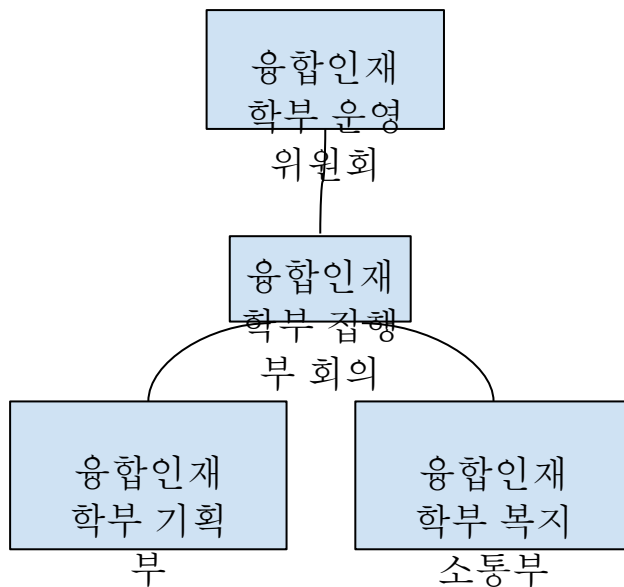 융합인재
학부 운영
위원회
융합인재
학부 집행
부 회의
융합인재
학부 기획
부
융합인재
학부 복지
소통부